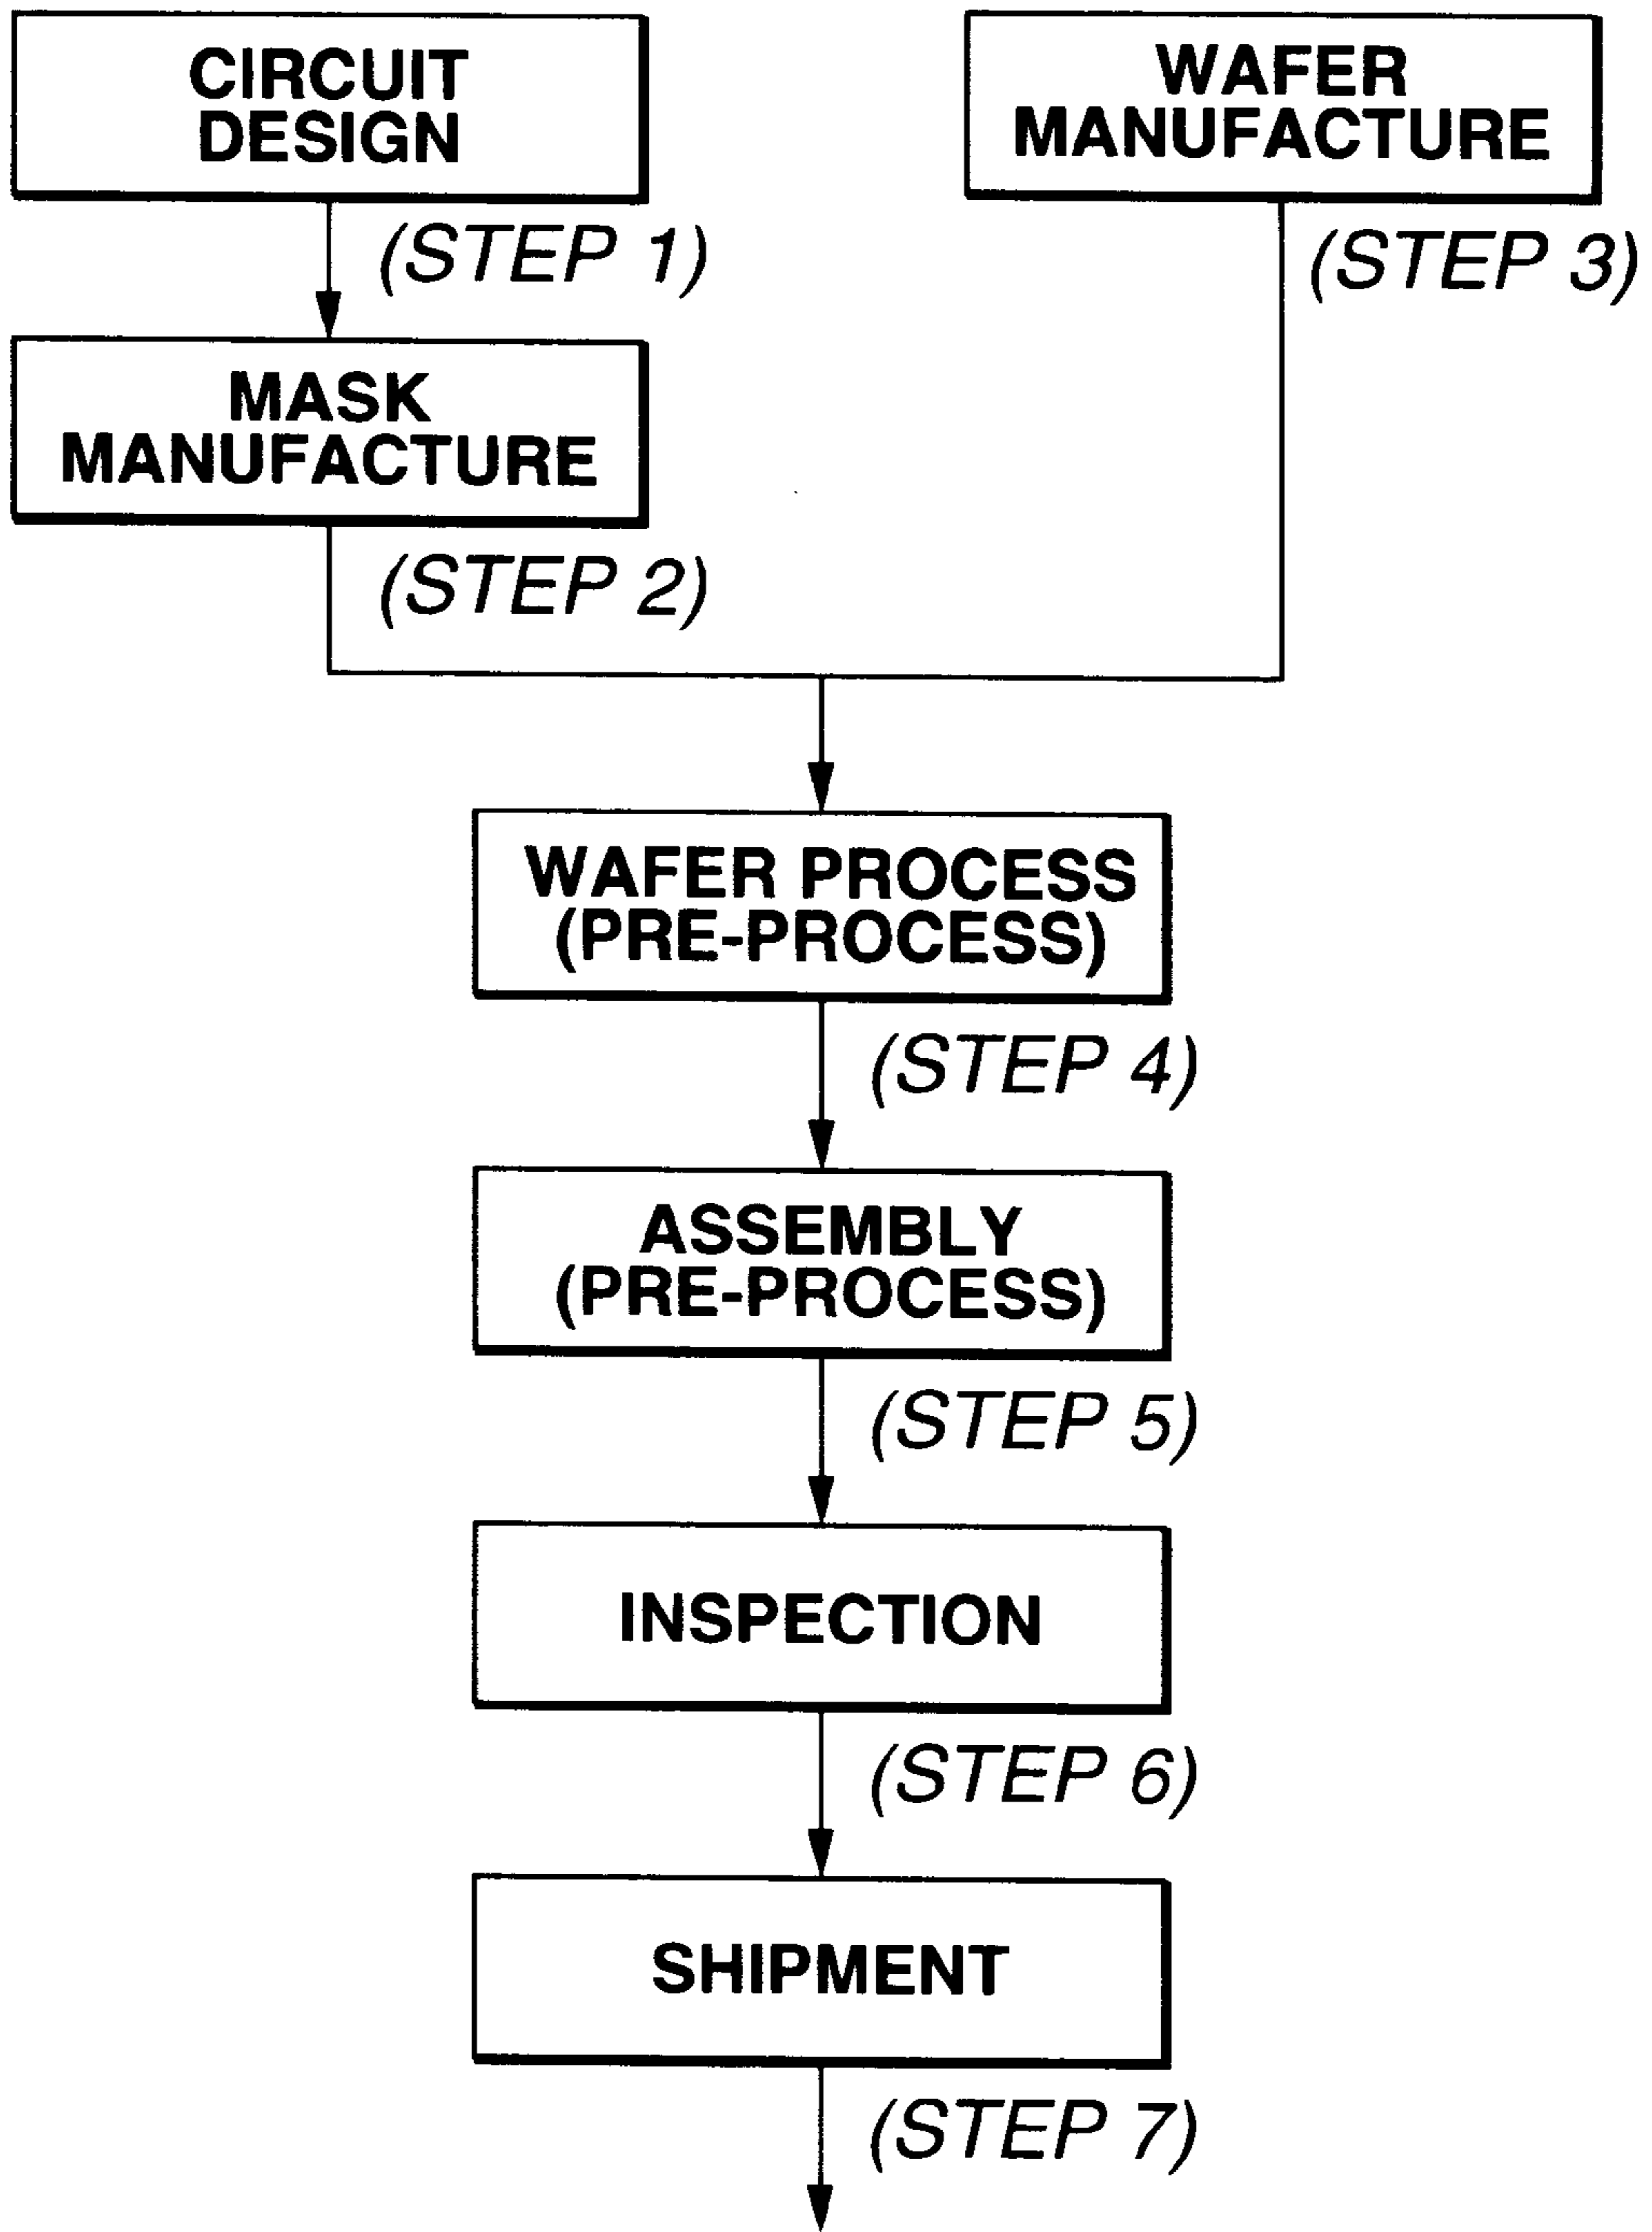 CIRCUIT
DESIGN
(STEP 1)
WAFER
MANUFACTURE
(STEP 3)
MASK
MANUFACTURE
(STEP 2)
WAFER PROCESS
(PRE-PROCESS)
(STEP 4)
ASSEMBLY
(PRE-PROCESS)
(STEP 5)
INSPECTION
(STEP 6)
SHIPMENT
(STEP 7)